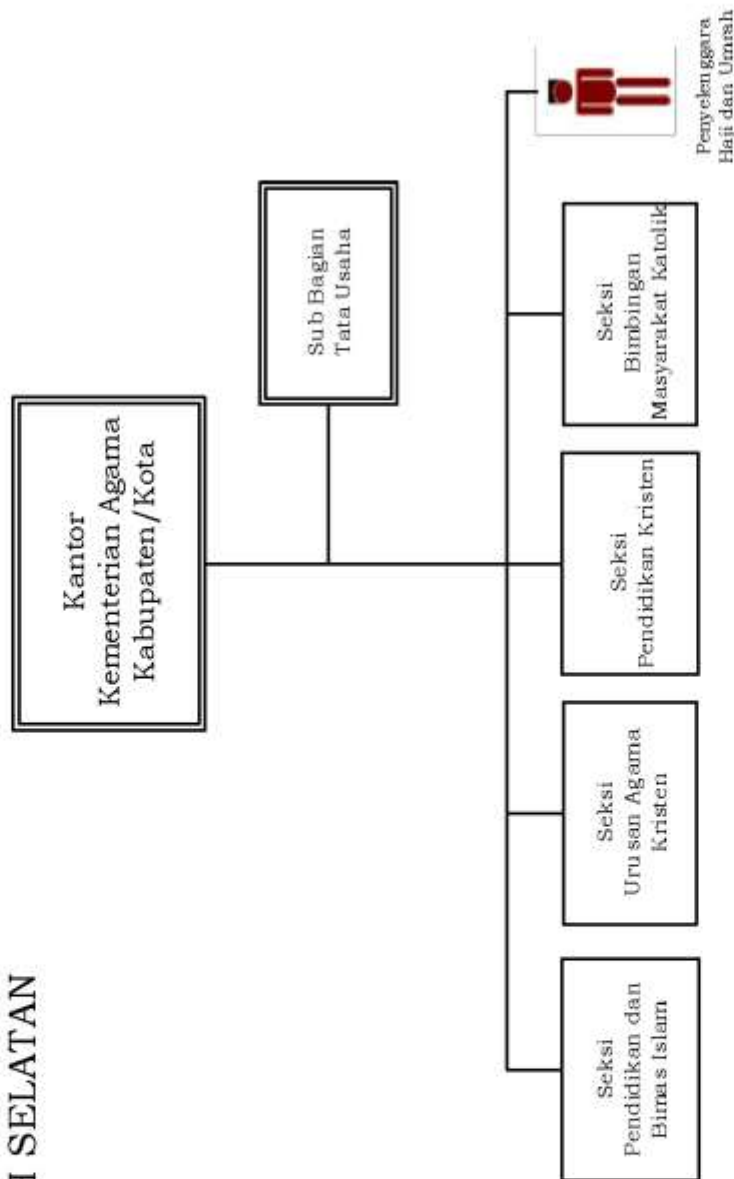 I SELATAN
Kantor
Kementerian Agama
Kabupaten/Kota
Sub Bagian
Tata Usaha
Seksi
Pendidikan dan
Bimas Islam
Seksi
Urusan Agama
Kristen
Seksi
Pendidikan Kristen
Seksi
Bimbingan
Masyarakat Katolik
Penyelenggara
Haji dan Umrah